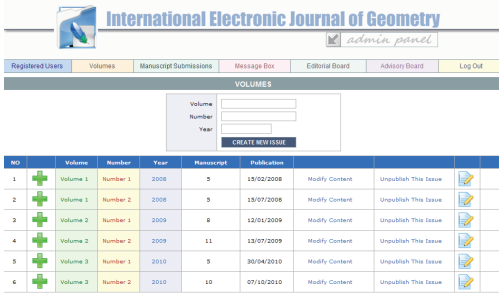 International Electronic Journal of Geometry
admin panel
Registered Users Volumes Manuscript Submissions Message Box Editorial Board Advisory Board Log Out
VOLUMES
Volume
Number
Year
CREATE NEW ISSUE
NO Volume Number Year Manuscript Publication
1 Volume 1 Number 1 2008 5 15/02/2008 Modify Content Unpublish This Issue
2 Volume 1 Number 2 2008 5 15/07/2008 Modify Content Unpublish This Issue
3 Volume 2 Number 1 2009 8 12/01/2009 Modify Content Unpublish This Issue
4 Volume 2 Number 2 2009 11 13/07/2009 Modify Content Unpublish This Issue
5 Volume 3 Number 1 2010 5 30/04/2010 Modify Content Unpublish This Issue
6 Volume 3 Number 2 2010 10 07/10/2010 Modify Content Unpublish This Issue